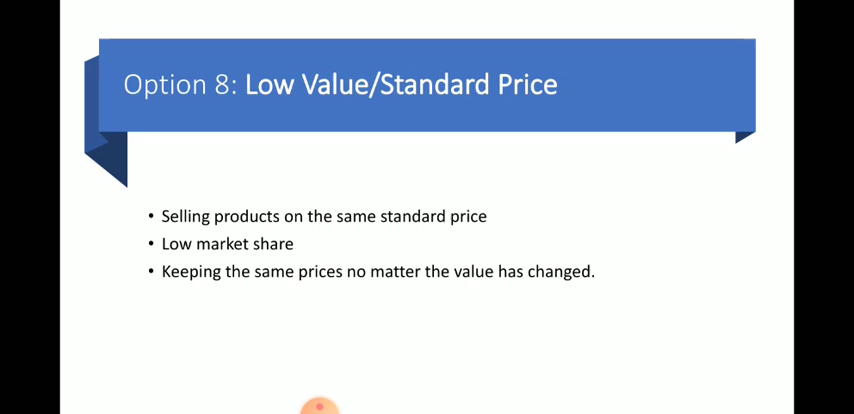 Option 8: Low Value/Standard Price
• Selling products on the same standard price
• Low market share
• Keeping the same prices no matter the value has changed.